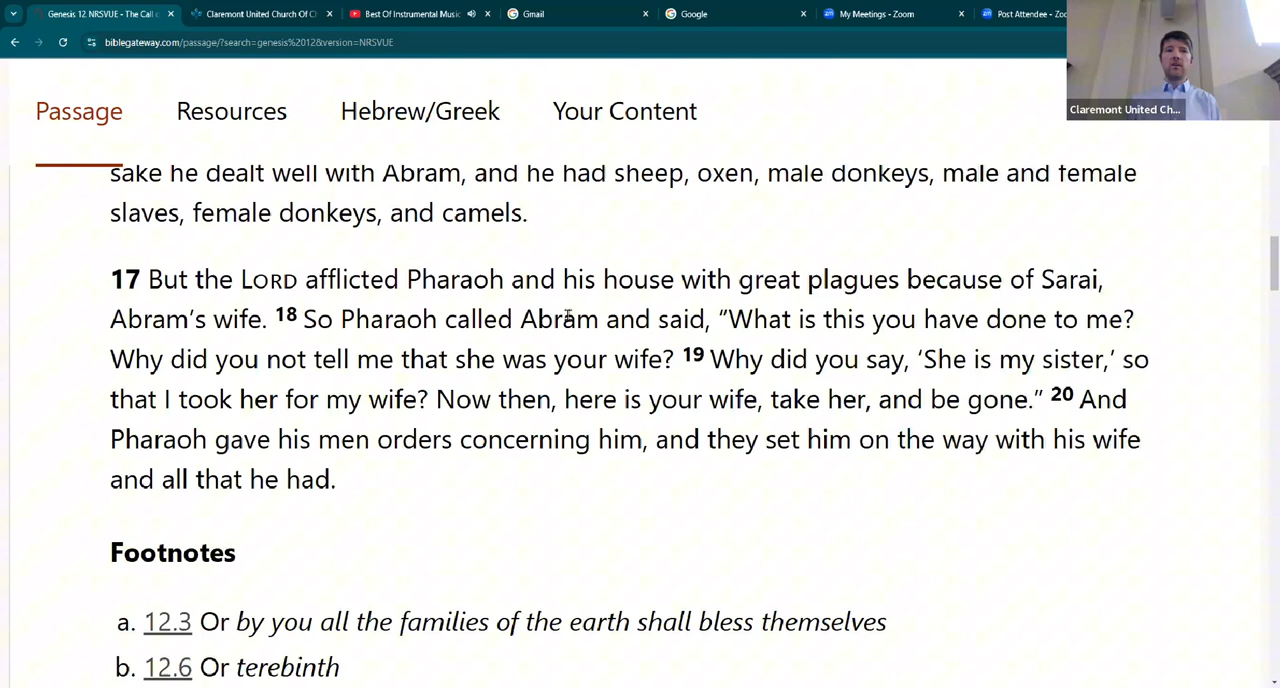 Genesis 12 NRSVUE - The Call o
Claremont United Church Of C
Best Of Instrumental Music
Gmail
Google
My Meetings - Zoom
Post Attendee - Zoo
biblegateway.com/passage/?search=genesis%2012&version=NRSVUE
Claremont United Ch...
Passage
Resources
Hebrew/Greek
Your Content
sake he dealt well with Abram, and he had sheep, oxen, male donkeys, male and female
slaves, female donkeys, and camels.
17 But the LORD afflicted Pharaoh and his house with great plagues because of Sarai,
Abram’s wife. 18 So Pharaoh called Abram and said, “What is this you have done to me?
Why did you not tell me that she was your wife? 19 Why did you say, ‘She is my sister,’ so
that I took her for my wife? Now then, here is your wife, take her, and be gone.” 20 And
Pharaoh gave his men orders concerning him, and they set him on the way with his wife
and all that he had.
Footnotes
a. 12.3 Or by you all the families of the earth shall bless themselves
b. 12.6 Or terebinth